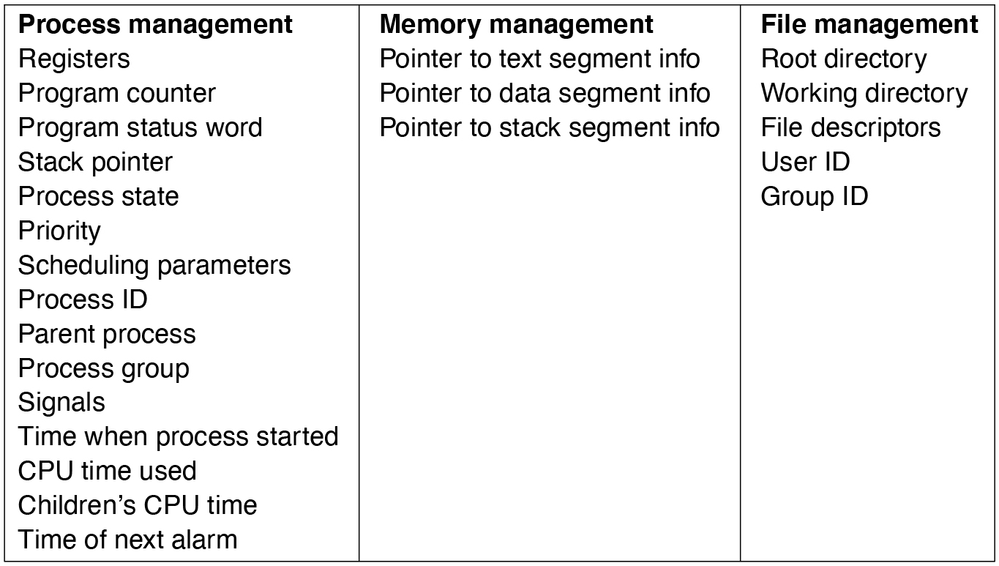 Process management
Registers
Program counter
Program status word
Stack pointer
Process state
Priority
Scheduling parameters
Process ID
Parent process
Process group
Signals
Time when process started
CPU time used
Children’s CPU time
Time of next alarm
Memory management
Pointer to text segment info
Pointer to data segment info
Pointer to stack segment info
File management
Root directory
Working directory
File descriptors
User ID
Group ID